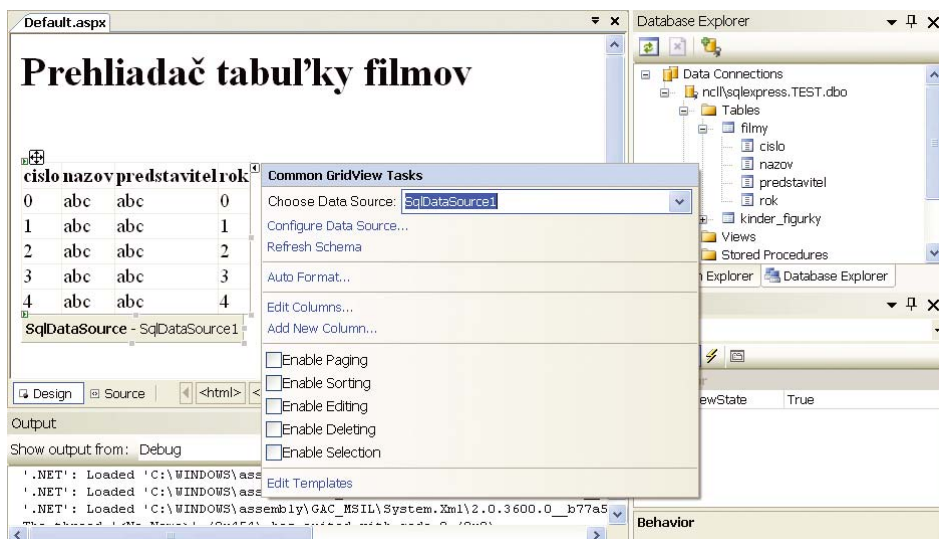 Default.aspx
Prehliadač tabuľky filmov
cislo nazov predstavitel rok
0 abc abc 0
1 abc abc 1
2 abc abc 2
3 abc abc 3
4 abc abc 4
SqlDataSource - SqlDataSource1
Common GridView Tasks
Choose Data Source: SqlDataSource1
Configure Data Source...
Refresh Schema
Auto Format...
Edit Columns...
Add New Column...
Enable Paging
Enable Sorting
Enable Editing
Enable Deleting
Enable Selection
Edit Templates
Design Source <html> <
Output
Show output from: Debug
'.NET': Loaded 'C:\WINDOWS\ass
'.NET': Loaded 'C:\WINDOWS\ass
'.NET': Loaded 'C:\WINDOWS\assembly\GAC_MSIL\System.Xml\2.0.3600.0__b77a5
Database Explorer
Data Connections
ncll\sqlexpress.TEST.dbo
Tables
filmy
cislo
nazov
predstavitel
rok
kinder_figurky
Views
Stored Procedures
Explorer Database Explorer
ewState True
Behavior